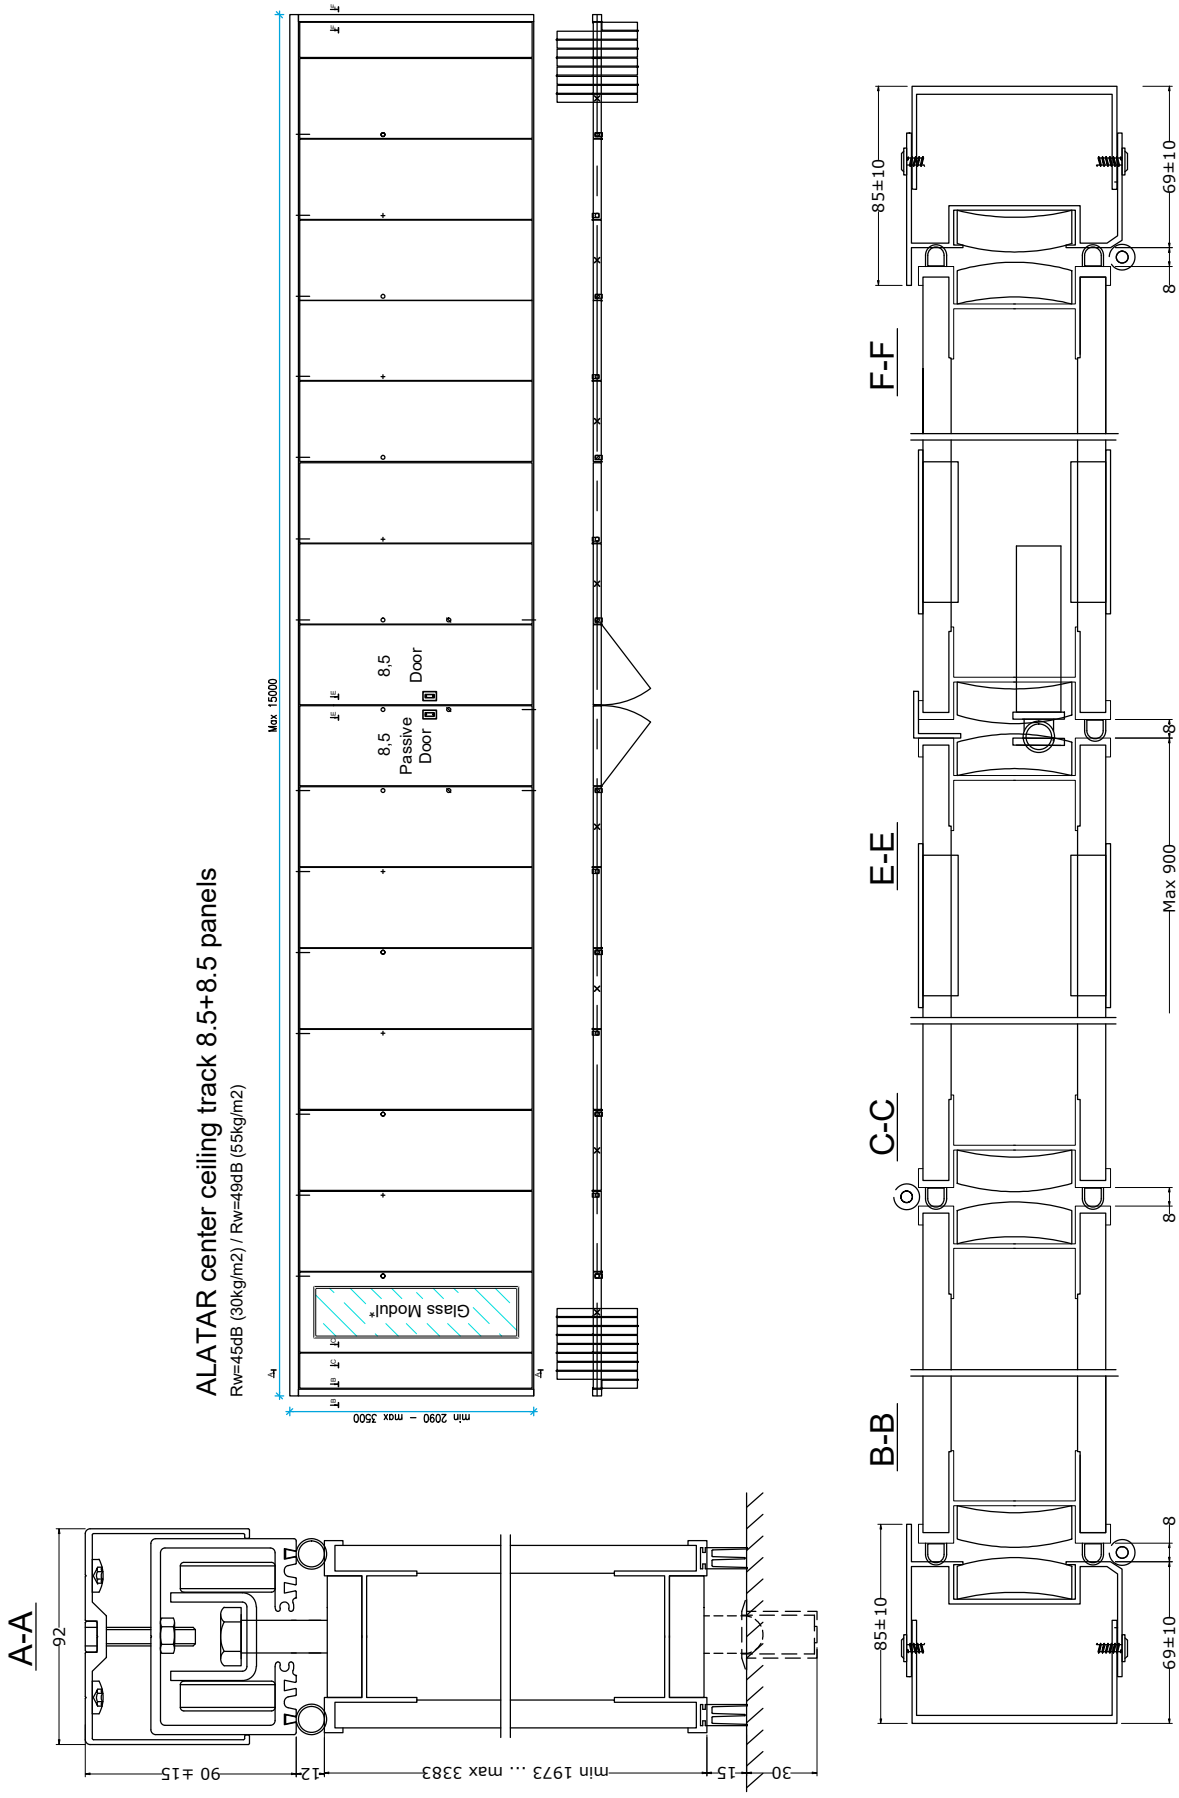 ALATAR center ceiling track 8.5+8.5 panels
Rw=45dB (30kg/m2) / Rw=49dB (55kg/m2)
Max 15000
min 2090 - max 3500
A
A
B
B
C
C
E
E
F
F
Glass Modul*
8,5
Passive
Door
8,5
Door
A-A
92
90 ±15
12
min 1973 ... max 3383
15
30
B-B
C-C
E-E
F-F
85±10
69±10
8
8
Max 900
8
85±10
69±10
8